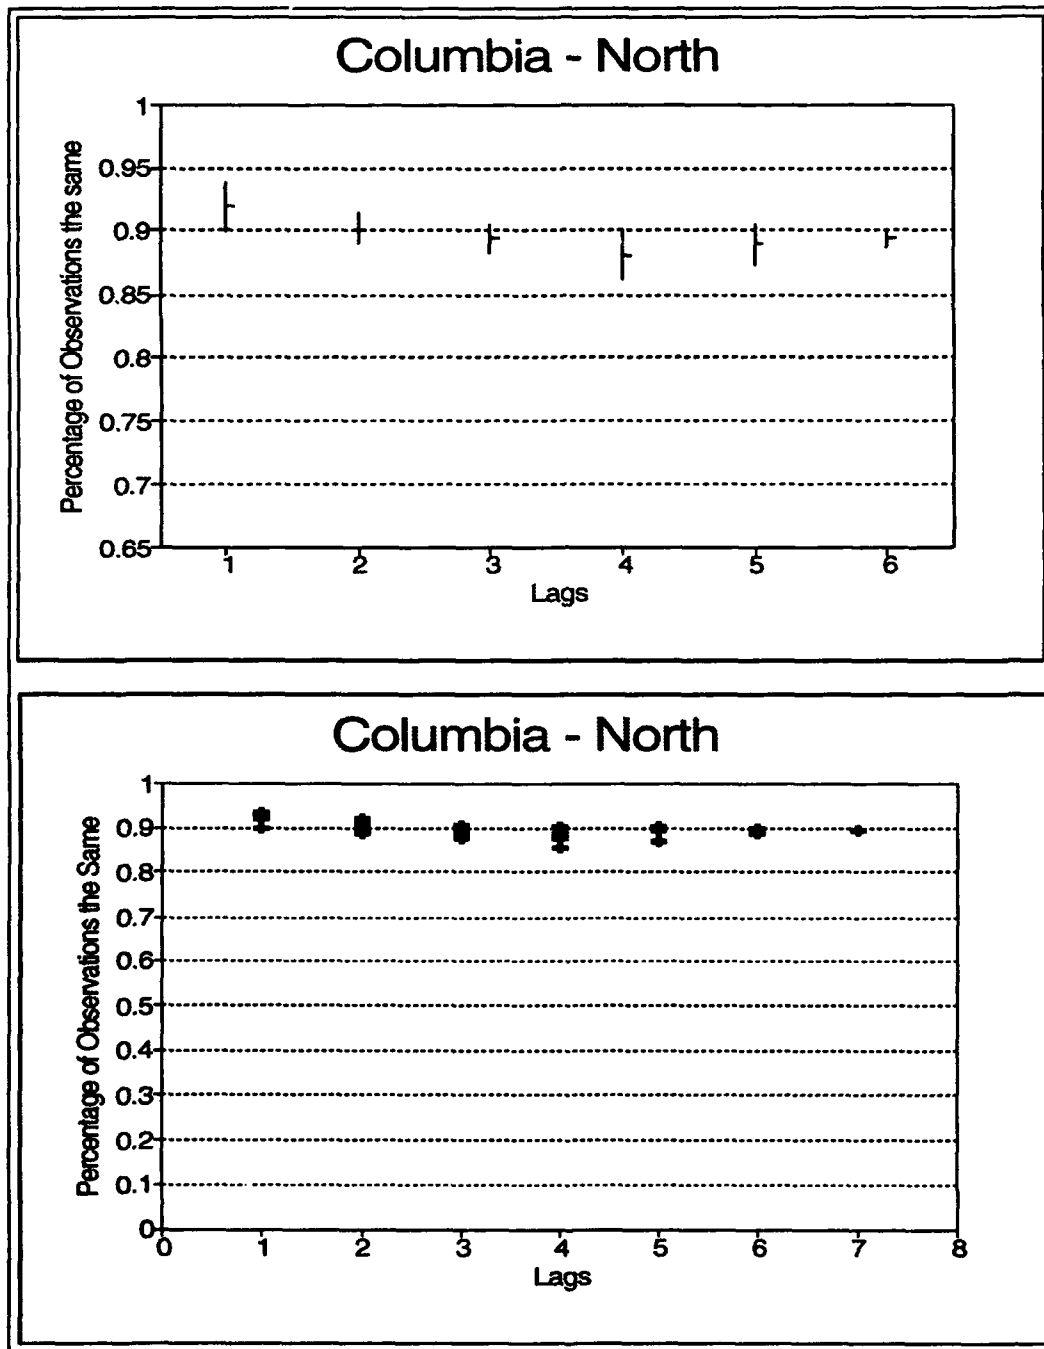 Columbia - North
Percentage of Observations the same
1
0.95
0.9
0.85
0.8
0.75
0.7
0.65
1 2 3 4 5 6
Lags
Columbia - North
Percentage of Observations the Same
1
0.9
0.8
0.7
0.6
0.5
0.4
0.3
0.2
0.1
0
0 1 2 3 4 5 6 7 8
Lags